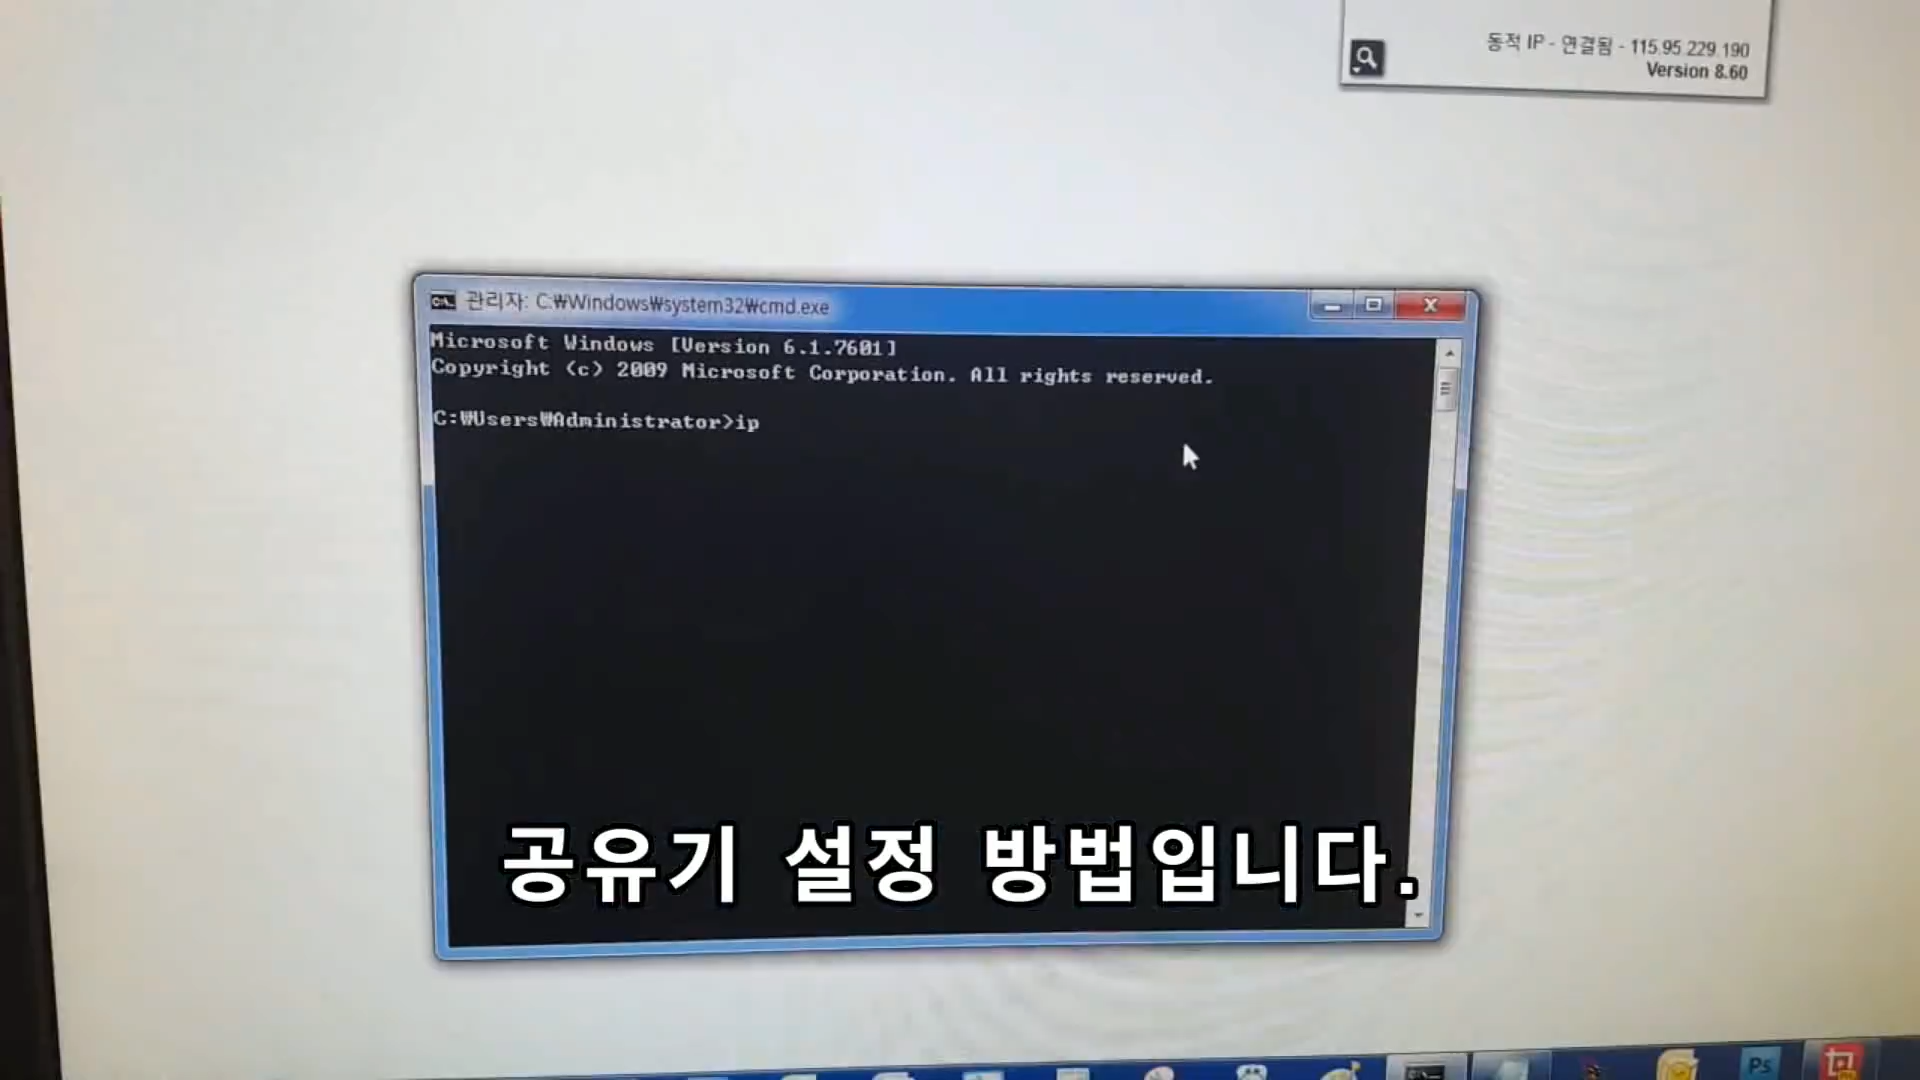 동적 IP - 연결됨 - 115.95.229.190
Version 8.60
관리자: C:₩Windows₩system32₩cmd.exe
Microsoft Windows [Version 6.1.7601]
Copyright (c) 2009 Microsoft Corporation. All rights reserved.
C:₩Users₩Administrator>ip
공유기 설정 방법입니다.
Ps